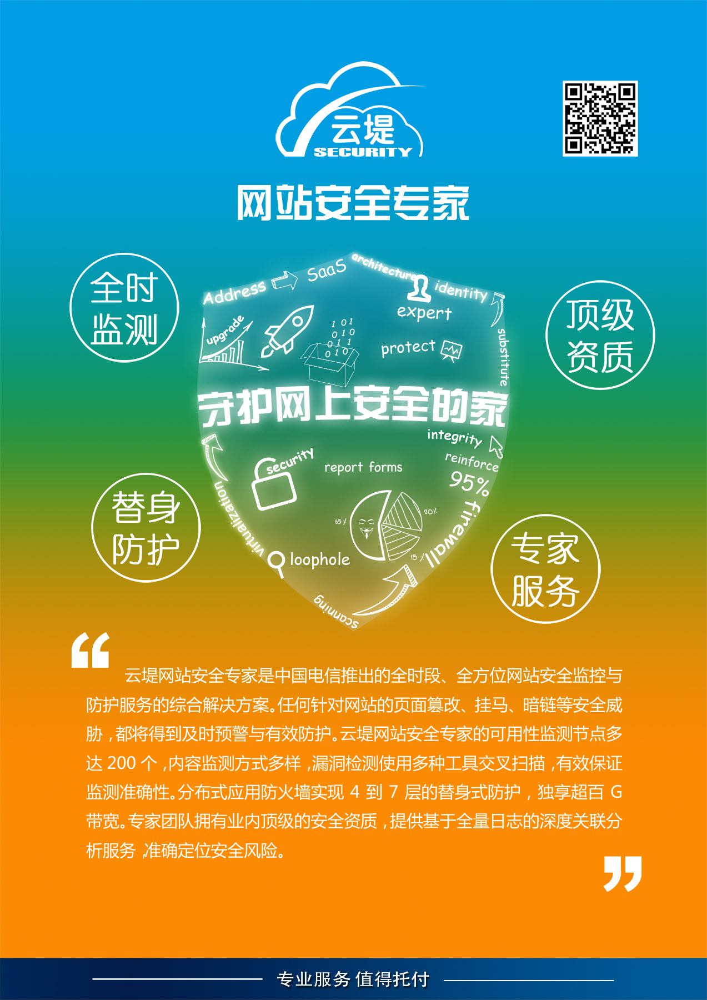 云堤
SECURITY
网站安全专家
全时
监测
顶级
资质
Address
SaaS
architecture
identity
expert
upgrade
101
010
011
010
protect
substitute
守护网上安全的家
integrity
reinforce
95%
security
report forms
virtualization
firewall
65%
20%
15%
loophole
scanning
替身
防护
专家
服务
云堤网站安全专家是中国电信推出的全时段、全方位网站安全监控与
防护服务的综合解决方案。任何针对网站的页面篡改、挂马、暗链等安全威
胁，都将得到及时预警与有效防护。云堤网站安全专家的可用性监测节点多
达 200 个，内容监测方式多样，漏洞检测使用多种工具交叉扫描，有效保证
监测准确性。分布式应用防火墙实现 4 到 7 层的替身式防护，独享超百 G
带宽。专家团队拥有业内顶级的安全资质，提供基于全量日志的深度关联分
析服务，准确定位安全风险。
专业服务 值得托付